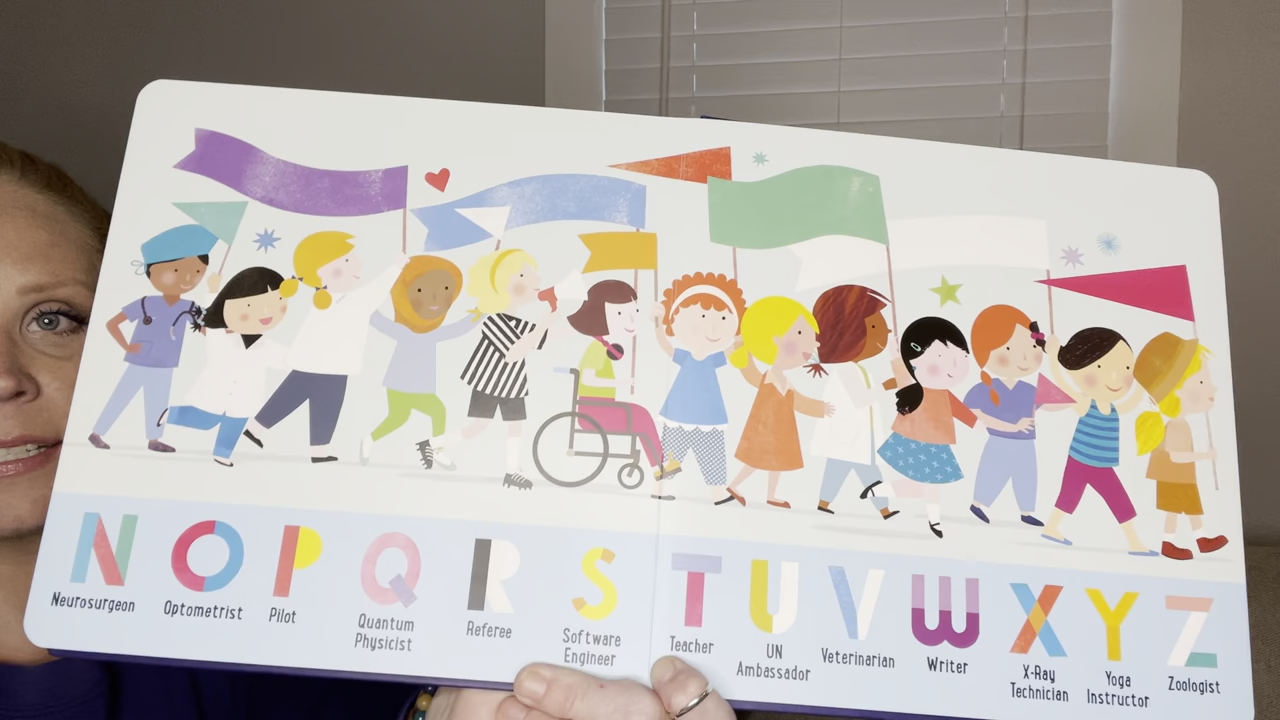 N O P Q R S T U V W X Y Z
Neurosurgeon
Optometrist
Pilot
Quantum
Physicist
Referee
Software
Engineer
Teacher
UN
Ambassador
Veterinarian
Writer
X-Ray
Technician
Yoga
Instructor
Zoologist